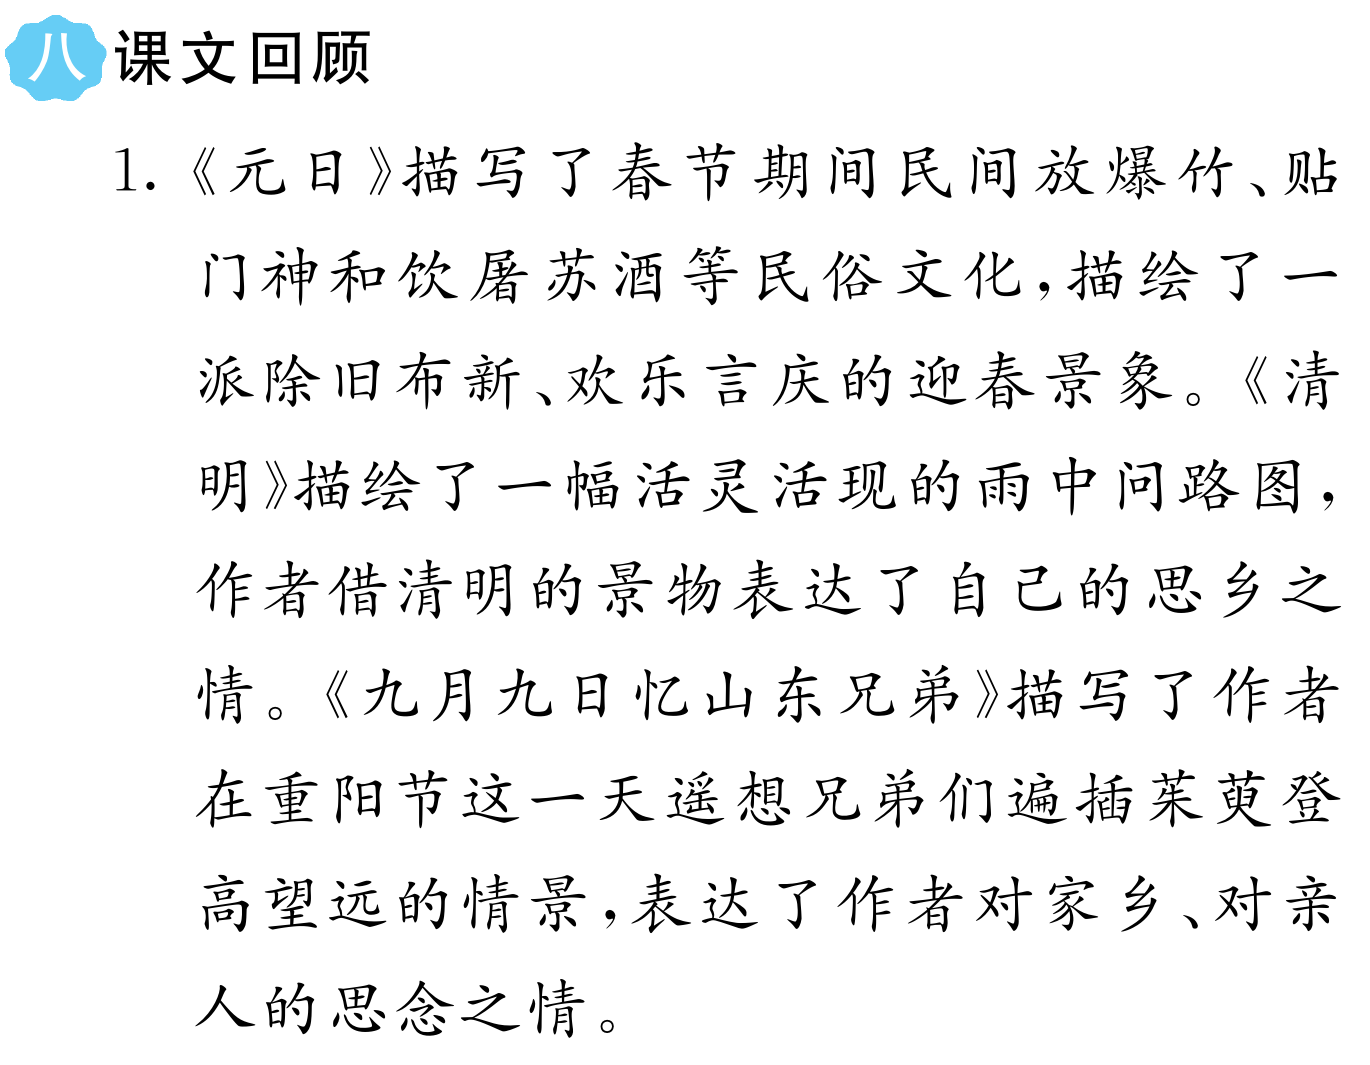 八 课文回顾
1.《元日》描写了春节期间民间放爆竹、贴
门神和饮屠苏酒等民俗文化,描绘了一
派除旧布新、欢乐言庆的迎春景象。《清
明》描绘了一幅活灵活现的雨中问路图,
作者借清明的景物表达了自己的思乡之
情。《九月九日忆山东兄弟》描写了作者
在重阳节这一天遥想兄弟们遍插茱萸登
高望远的情景,表达了作者对家乡、对亲
人的思念之情。